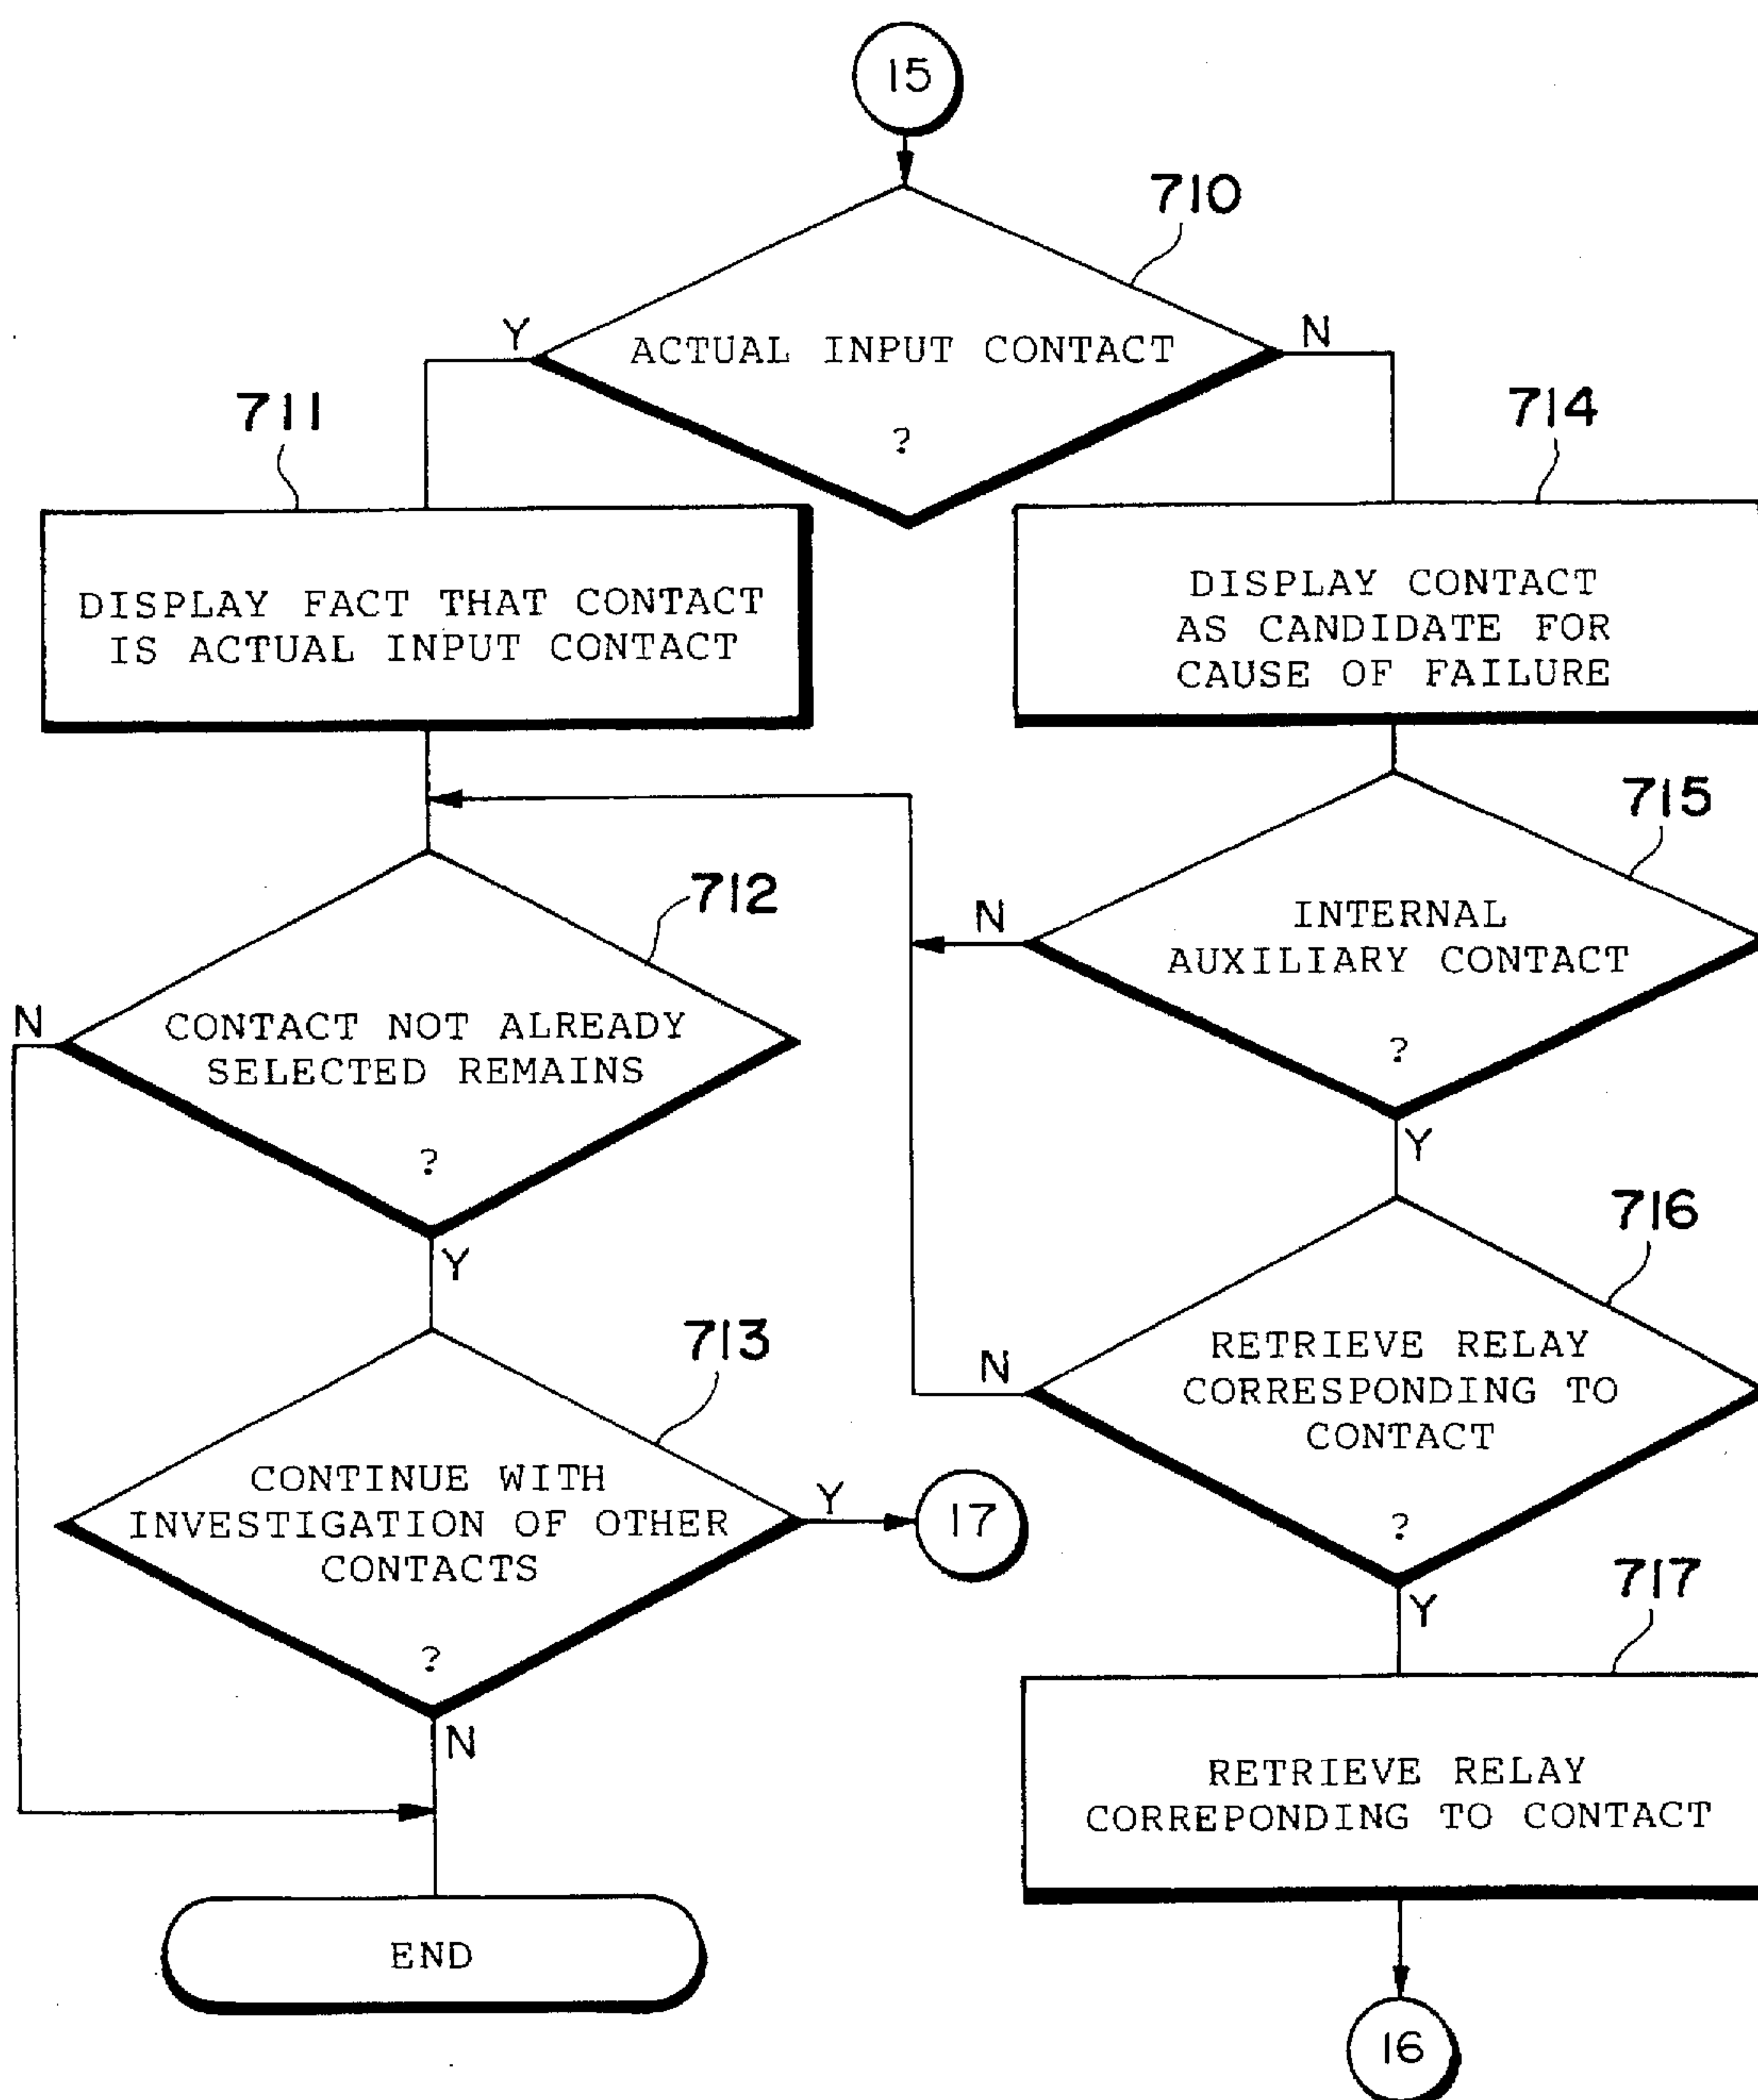 15
710
Y
ACTUAL INPUT CONTACT
N
?
711
714
DISPLAY FACT THAT CONTACT
IS ACTUAL INPUT CONTACT
DISPLAY CONTACT
AS CANDIDATE FOR
CAUSE OF FAILURE
712
N
CONTACT NOT ALREADY
SELECTED REMAINS
?
Y
715
N
INTERNAL
AUXILIARY CONTACT
?
Y
713
CONTINUE WITH
INVESTIGATION OF OTHER
CONTACTS
?
Y
17
N
716
N
RETRIEVE RELAY
CORRESPONDING TO
CONTACT
?
Y
717
RETRIEVE RELAY
CORREPONDING TO CONTACT
END
16